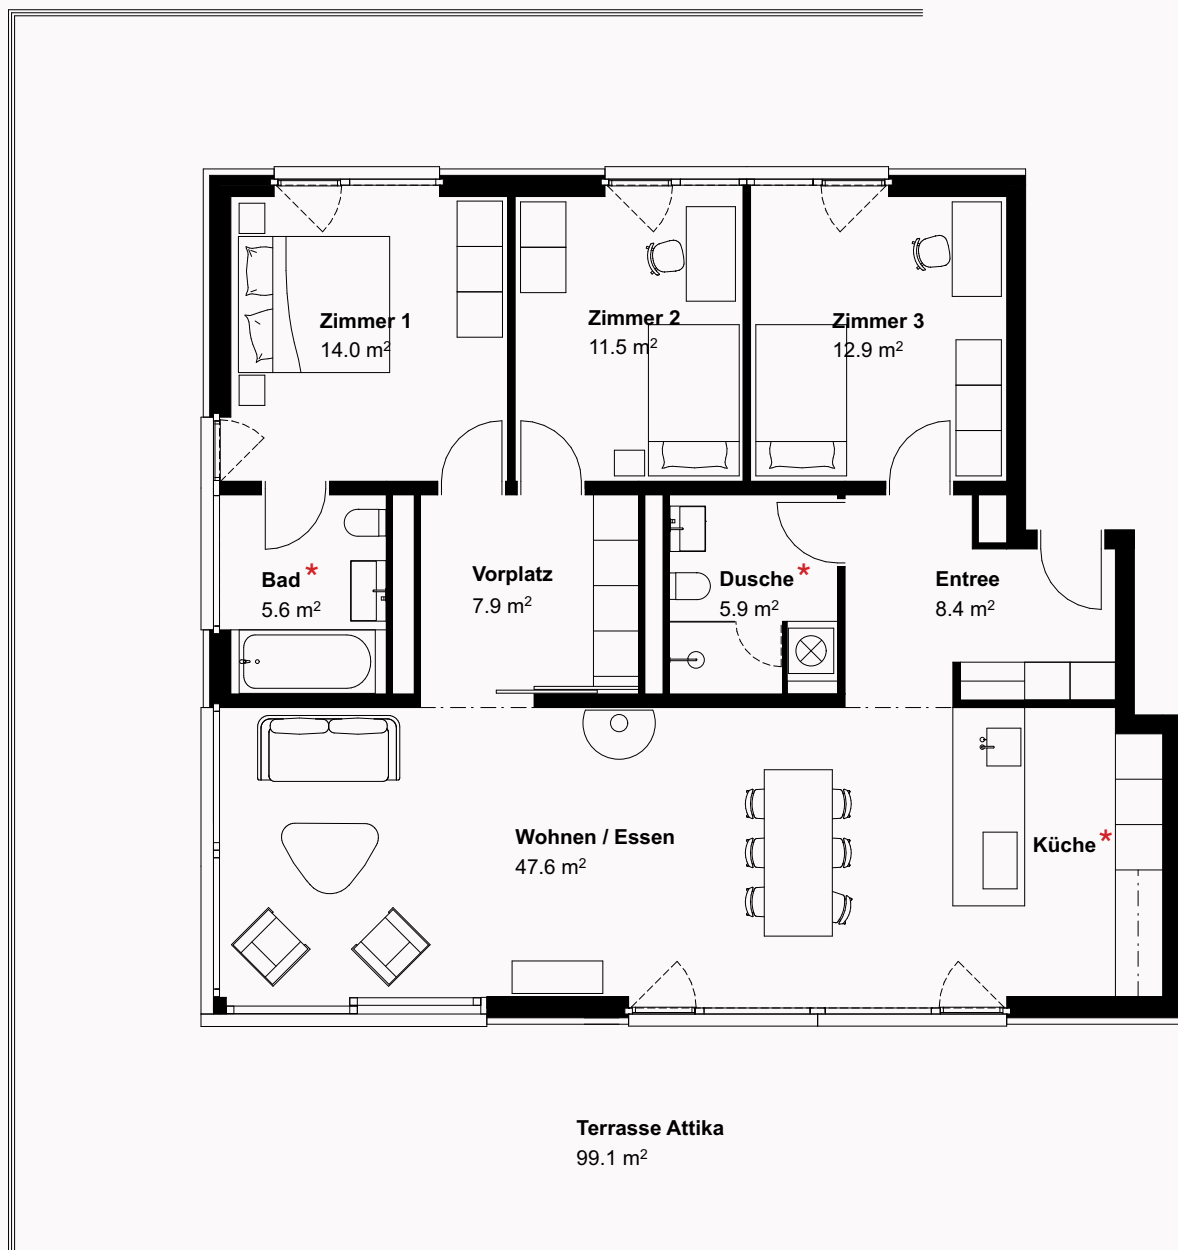 Zimmer 1
14.0 m²
Zimmer 2
11.5 m²
Zimmer 3
12.9 m²
Bad *
5.6 m²
Vorplatz
7.9 m²
Dusche *
5.9 m²
Entree
8.4 m²
Wohnen / Essen
47.6 m²
Küche *
Terrasse Attika
99.1 m²